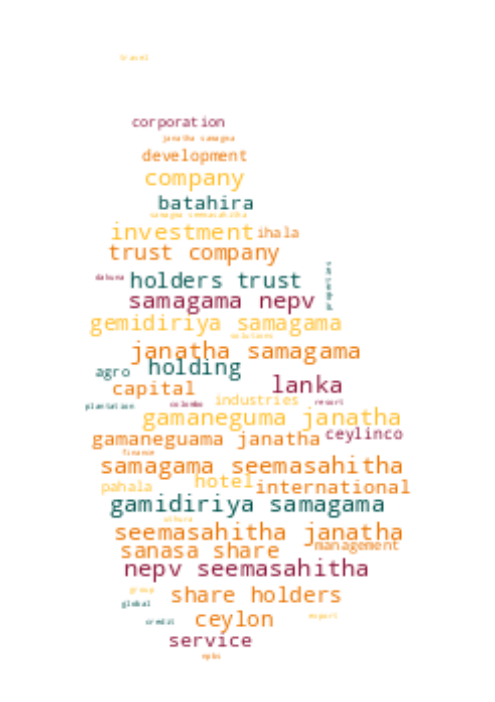 travel
corporation
janatha samagma
development
company
batahira
samagma seemasahitha
investment ihala
trust company
properties
dakuna holders trust
samagama nepv
gemidiriya samagama
janatha samagama
agro holding
lanka
capital
industries
plantation colombo resort
gamaneguma janatha
gamaneguama janatha ceylinco
finance
samagama seemasahitha
pahala hotel international
gamidiriya samagama
seemasahitha janatha
sanasa share management
nepv seemasahitha
group share holders
global
credit ceylon export
service